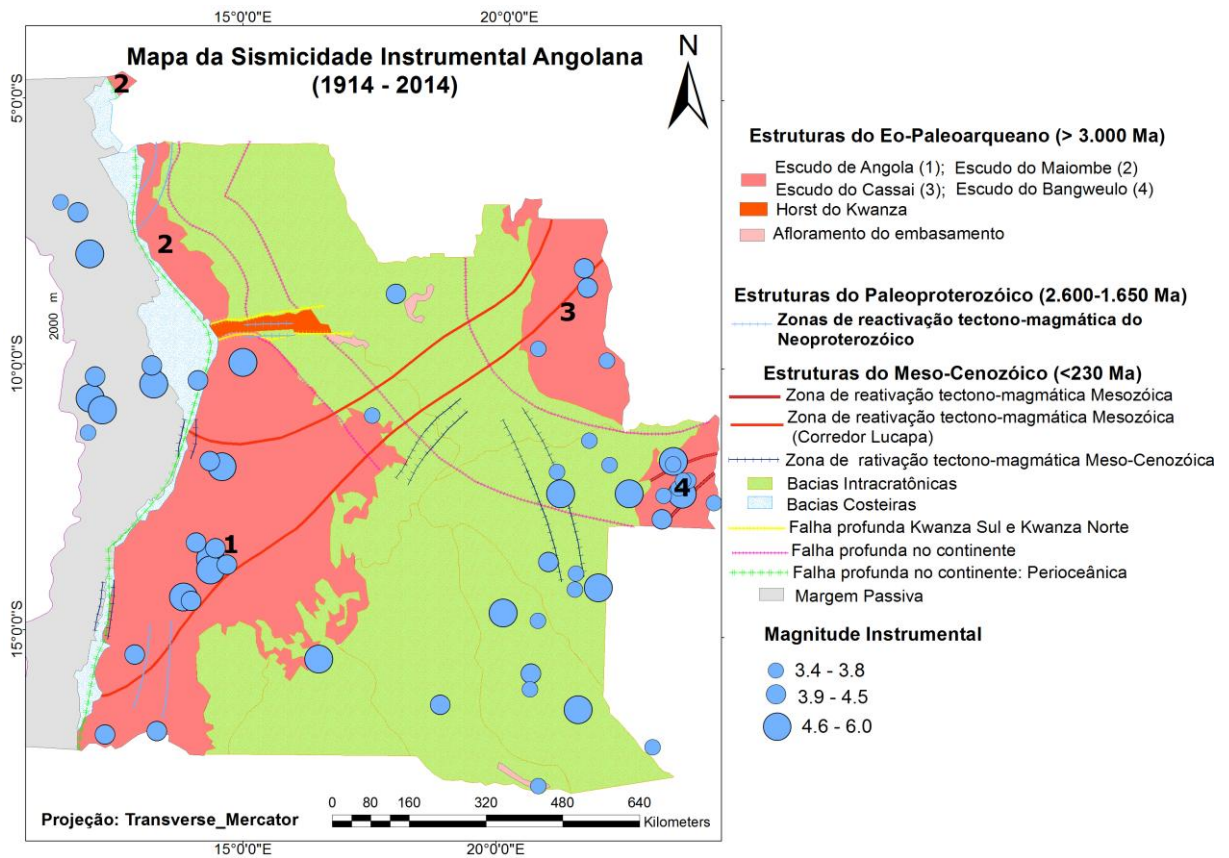 15°0'0"E 20°0'0"E
Mapa da Sismicidade Instrumental Angolana
(1914 - 2014)
N
5°0'0"S
10°0'0"S
15°0'0"S
2000 m
2
2
3
1
4
Projeção: Transverse_Mercator
0 80 160 320 480 640
Kilometers
15°0'0"E 20°0'0"E
Estruturas do Eo-Paleoarqueano (> 3.000 Ma)
Escudo de Angola (1); Escudo do Maiombe (2)
Escudo do Cassai (3); Escudo do Bangweulo (4)
Horst do Kwanza
Afloramento do embasamento
Estruturas do Paleoproterozóico (2.600-1.650 Ma)
Zonas de reactivação tectono-magmática do
Neoproterozóico
Estruturas do Meso-Cenozóico (<230 Ma)
Zona de reativação tectono-magmática Mesozóica
Zona de reativação tectono-magmática Mesozóica
(Corredor Lucapa)
Zona de rativação tectono-magmática Meso-Cenozóica
Bacias Intracratônicas
Bacias Costeiras
Falha profunda Kwanza Sul e Kwanza Norte
Falha profunda no continente
Falha profunda no continente: Perioceânica
Margem Passiva
Magnitude Instrumental
3.4 - 3.8
3.9 - 4.5
4.6 - 6.0